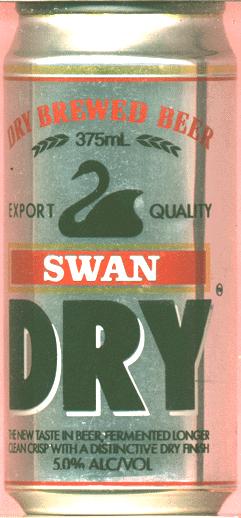 DRY BREWED BEER
375mL
EXPORT QUALITY
SWAN
DRY ®
THE NEW TASTE IN BEER, FERMENTED LONGER
CLEAN CRISP WITH A DISTINCTIVE DRY FINISH
5.0% ALC/VOL